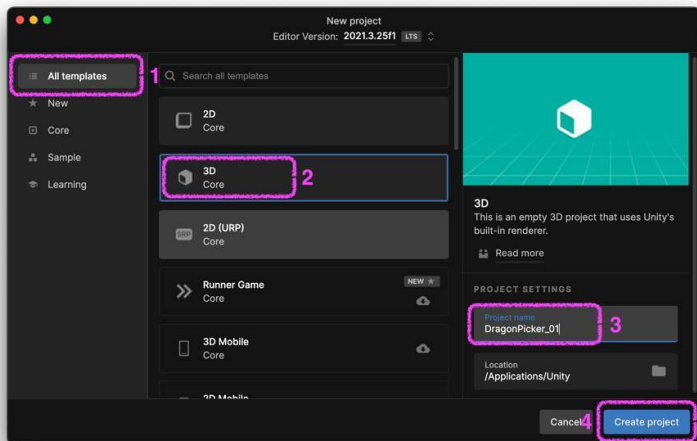 New project
Editor Version: 2021.3.25f1 LTS
All templates
1
New
Core
Sample
Learning
Search all templates
2D
Core
3D
Core
2
SRP
2D (URP)
Core
Runner Game
Core
NEW
3D Mobile
Core
2D Mobile
3D
This is an empty 3D project that uses Unity's
built-in renderer.
Read more
PROJECT SETTINGS
Project name
DragonPicker_01
3
Location
/Applications/Unity
Cancel
4
Create project